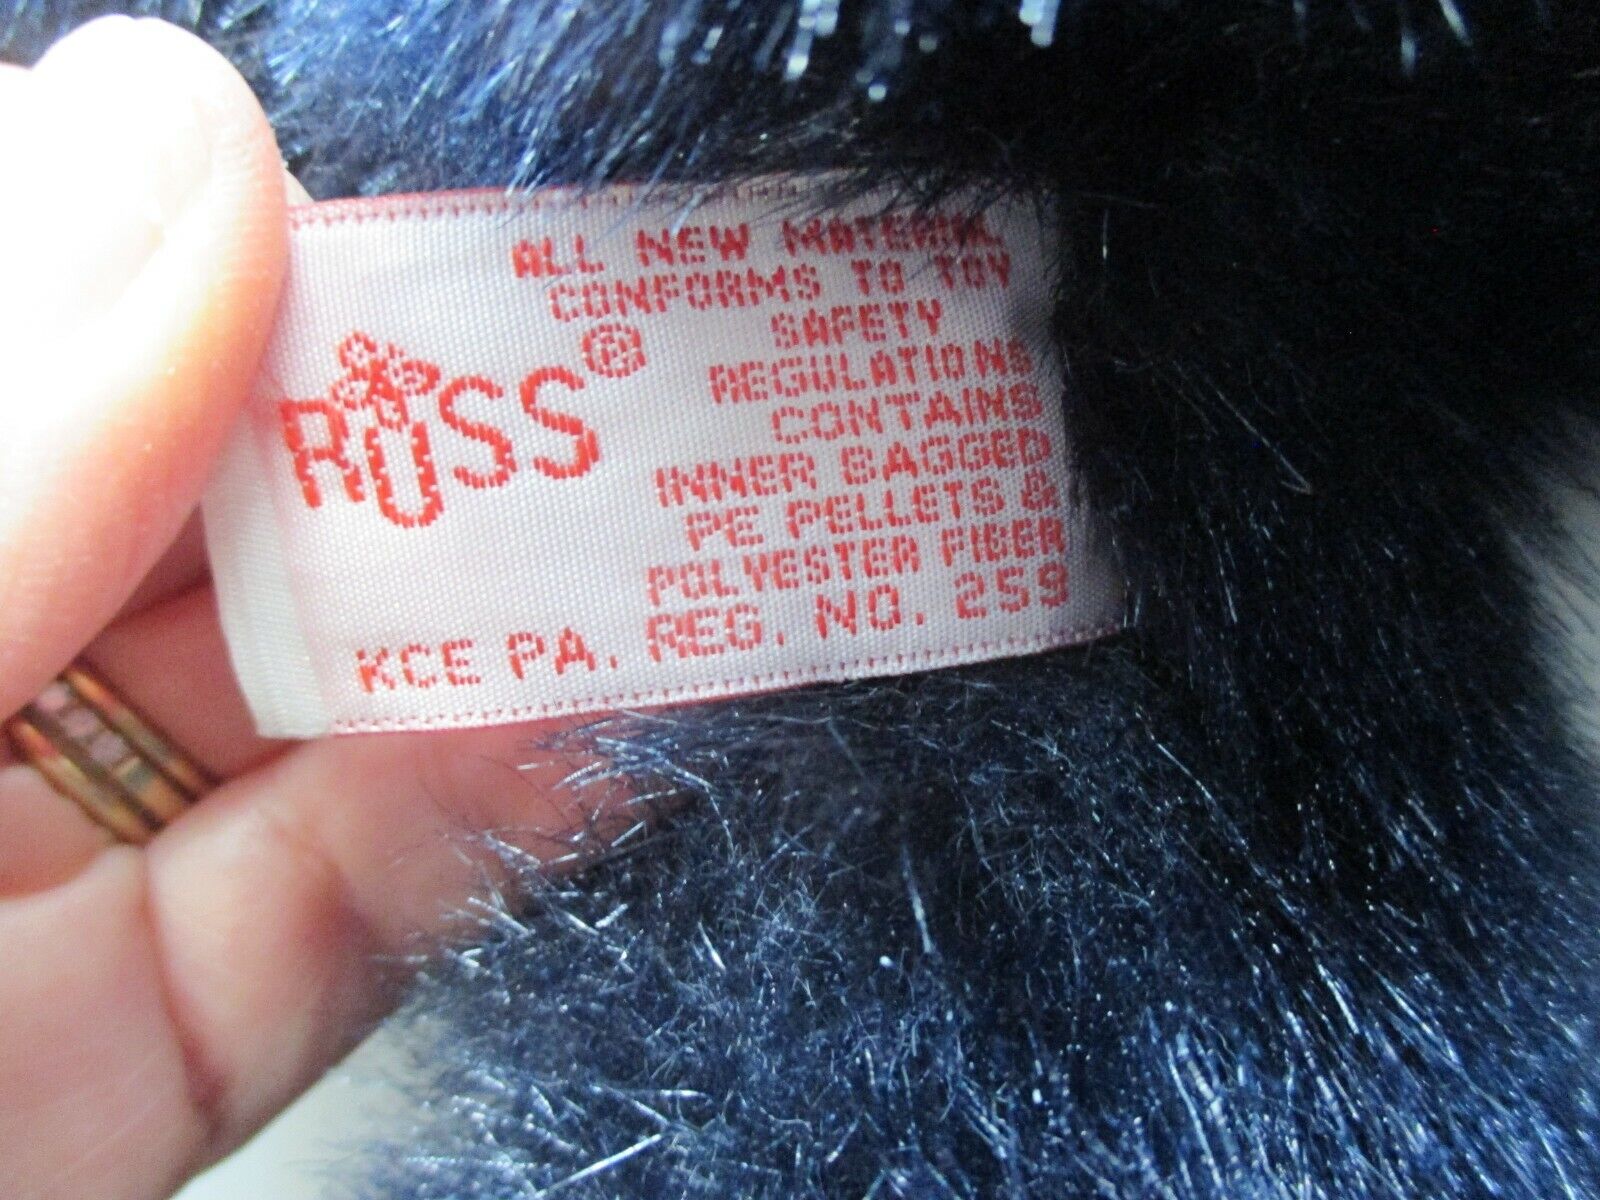 ALL NEW MATERIAL
CONFORMS TO TOY
SAFETY
REGULATIONS
CONTAINS
INNER BAGGED
PE PELLETS &
POLYESTER FIBER
KCE PA. REG. NO. 259
RUSS®